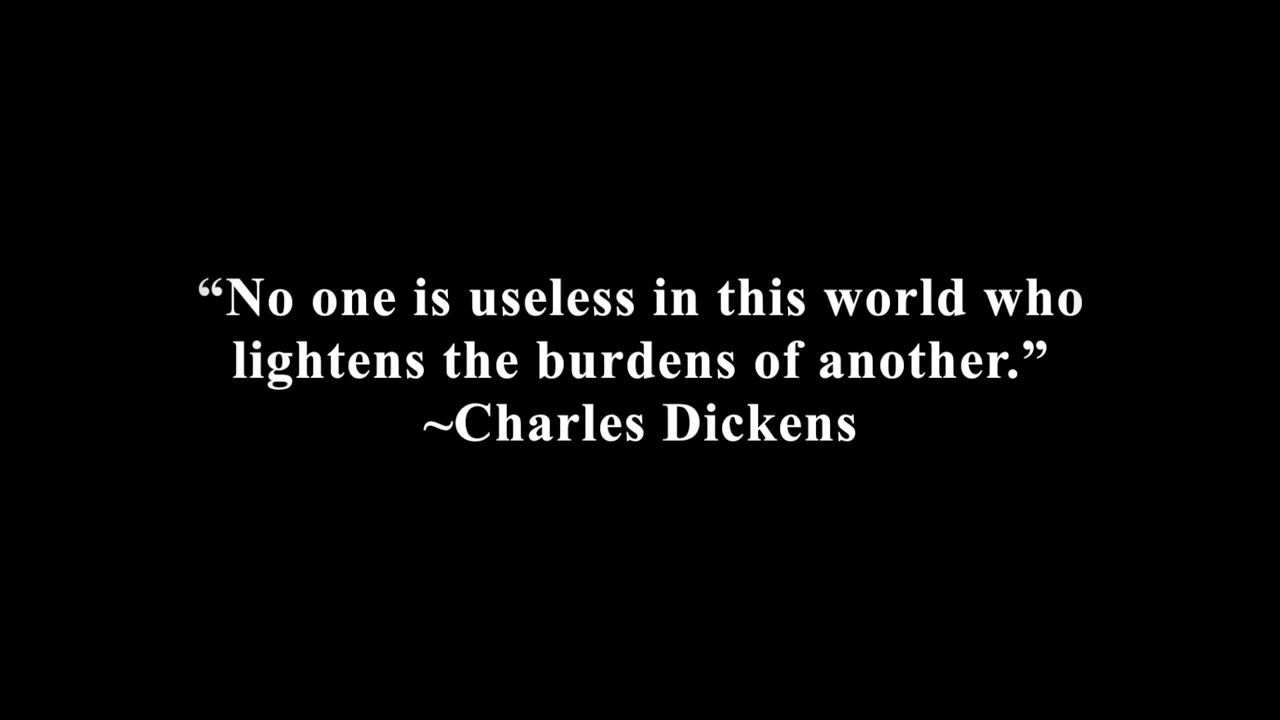 “No one is useless in this world who
lightens the burdens of another.”
~Charles Dickens